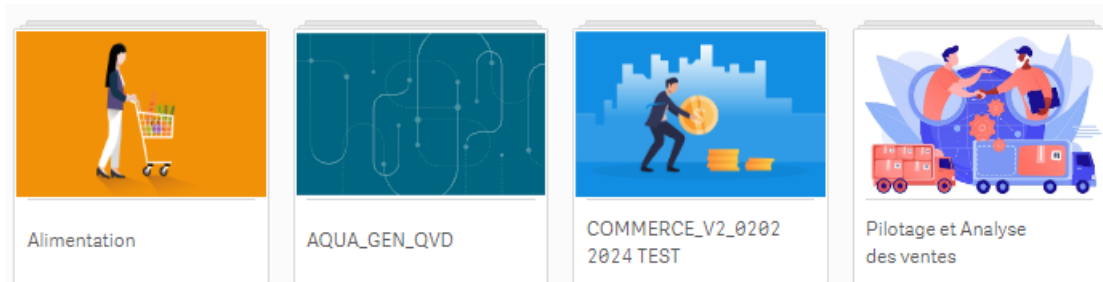 Alimentation
AQUA_GEN_QVD
COMMERCE_V2_0202
2024 TEST
Pilotage et Analyse
des ventes